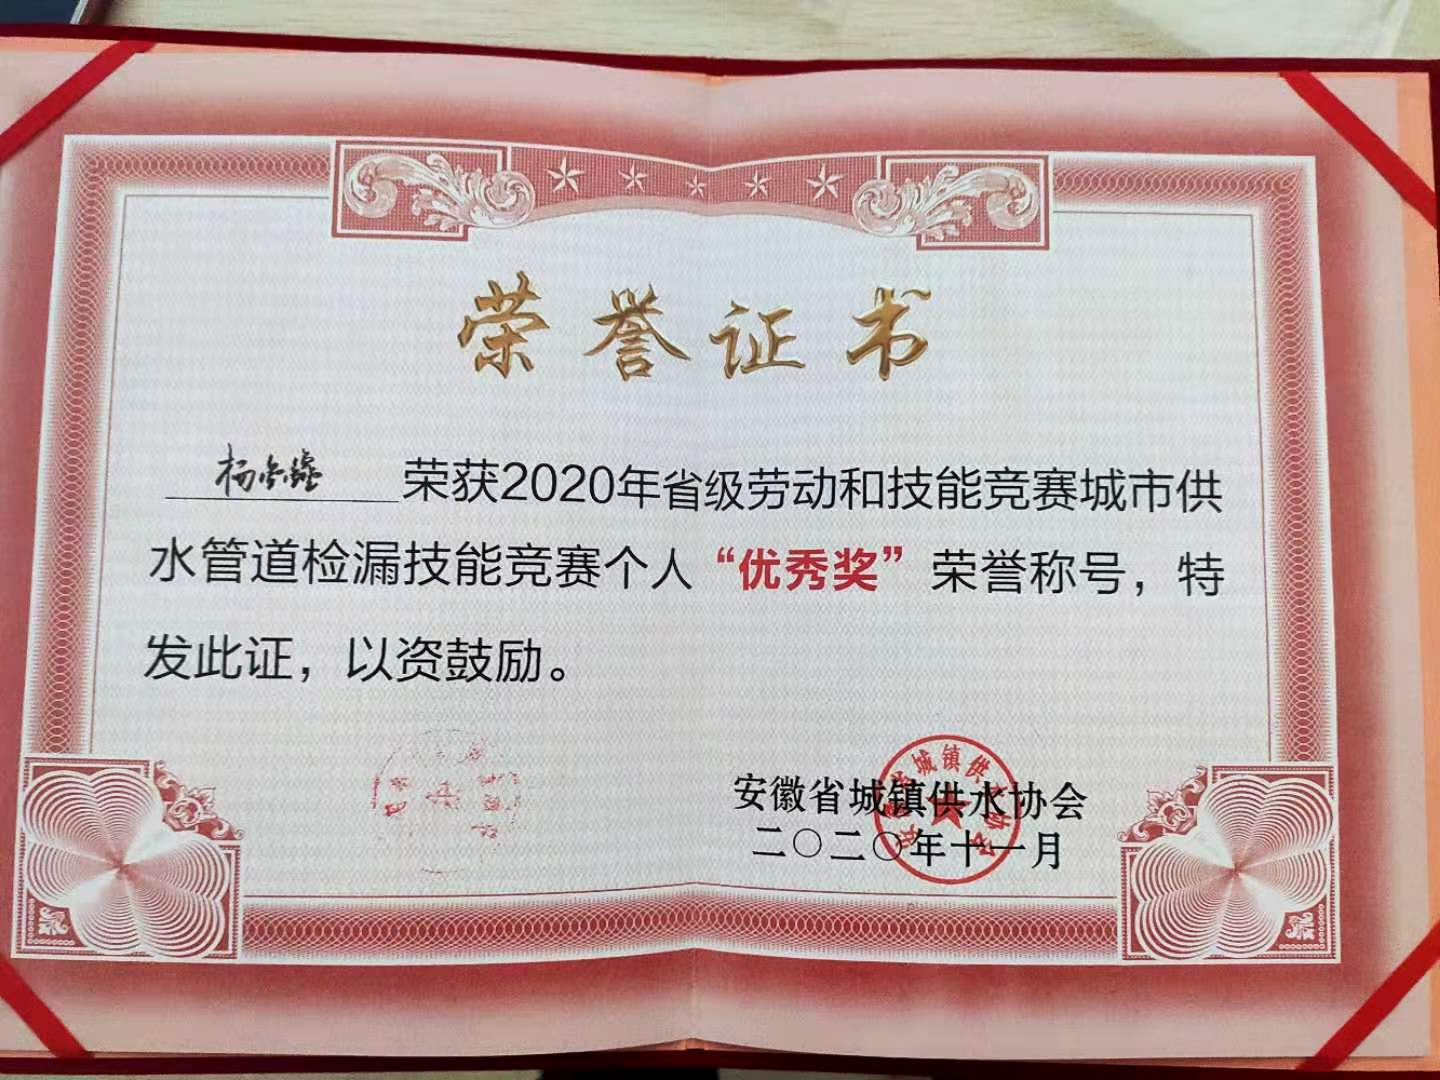 荣誉证书
杨金鑫 荣获2020年省级劳动和技能竞赛城市供
水管道检漏技能竞赛个人“优秀奖”荣誉称号，特
发此证，以资鼓励。
安徽省城镇供水协会
二〇二〇年十一月